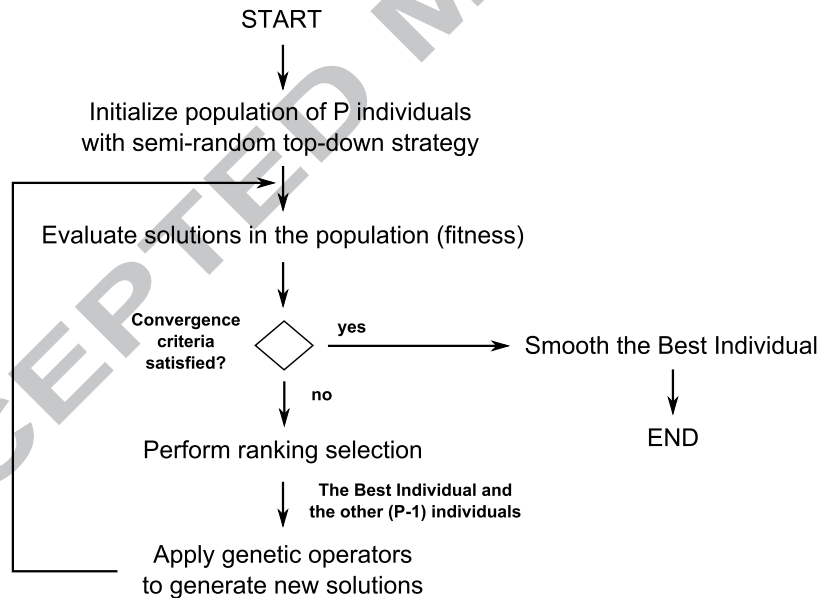 START
Initialize population of P individuals
with semi-random top-down strategy
Evaluate solutions in the population (fitness)
Convergence
criteria
satisfied?
yes
Smooth the Best Individual
END
no
Perform ranking selection
The Best Individual and
the other (P-1) individuals
Apply genetic operators
to generate new solutions